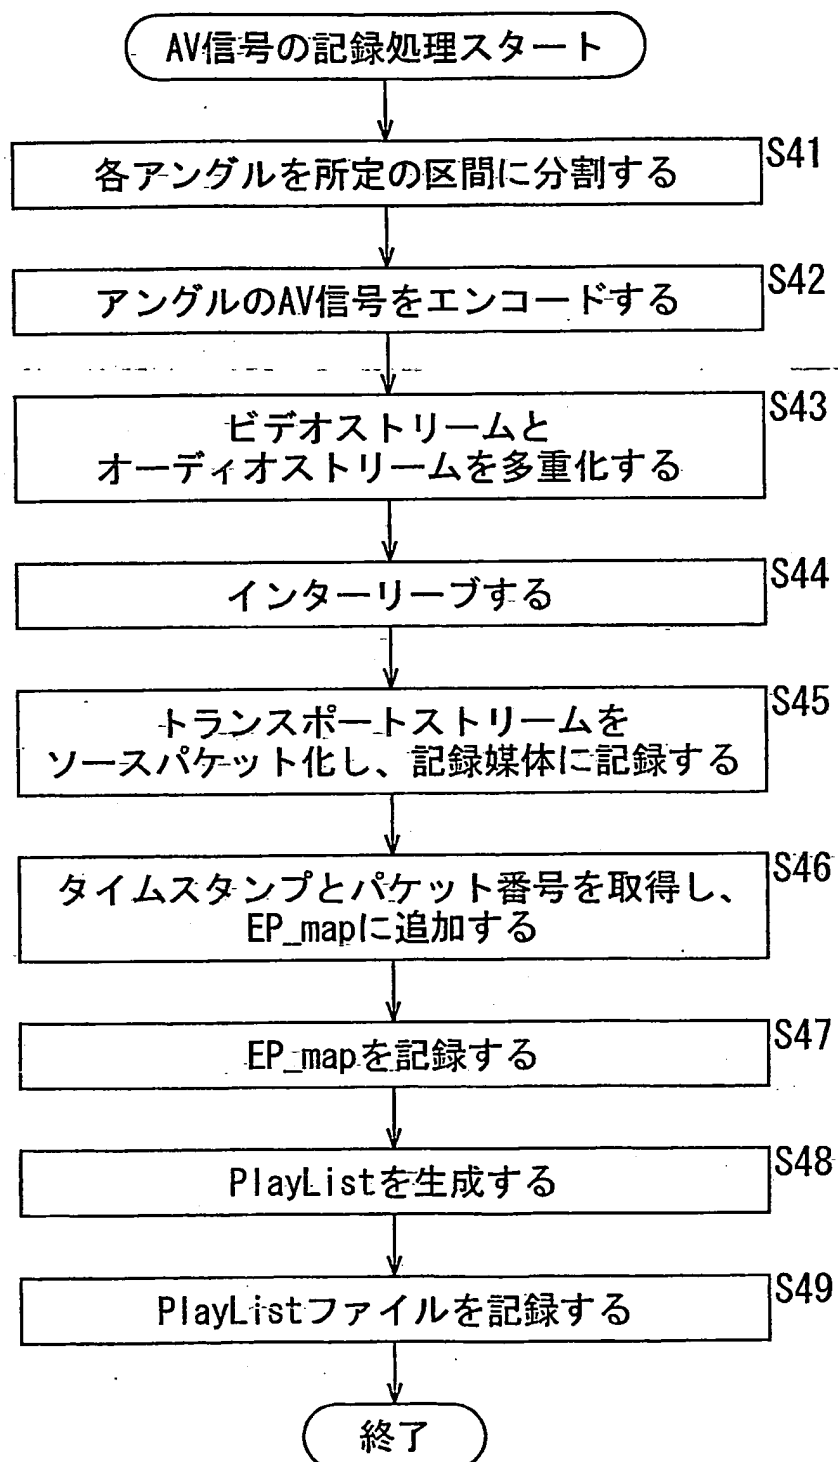 AV信号の記録処理スタート
S41
各アングルを所定の区間に分割する
S42
アングルのAV信号をエンコードする
S43
ビデオストリームと
オーディオストリームを多重化する
S44
インターリーブする
S45
トランスポートストリームを
ソースパケット化し、記録媒体に記録する
S46
タイムスタンプとパケット番号を取得し、
EP_mapに追加する
S47
EP_mapを記録する
S48
PlayListを生成する
S49
PlayListファイルを記録する
終了